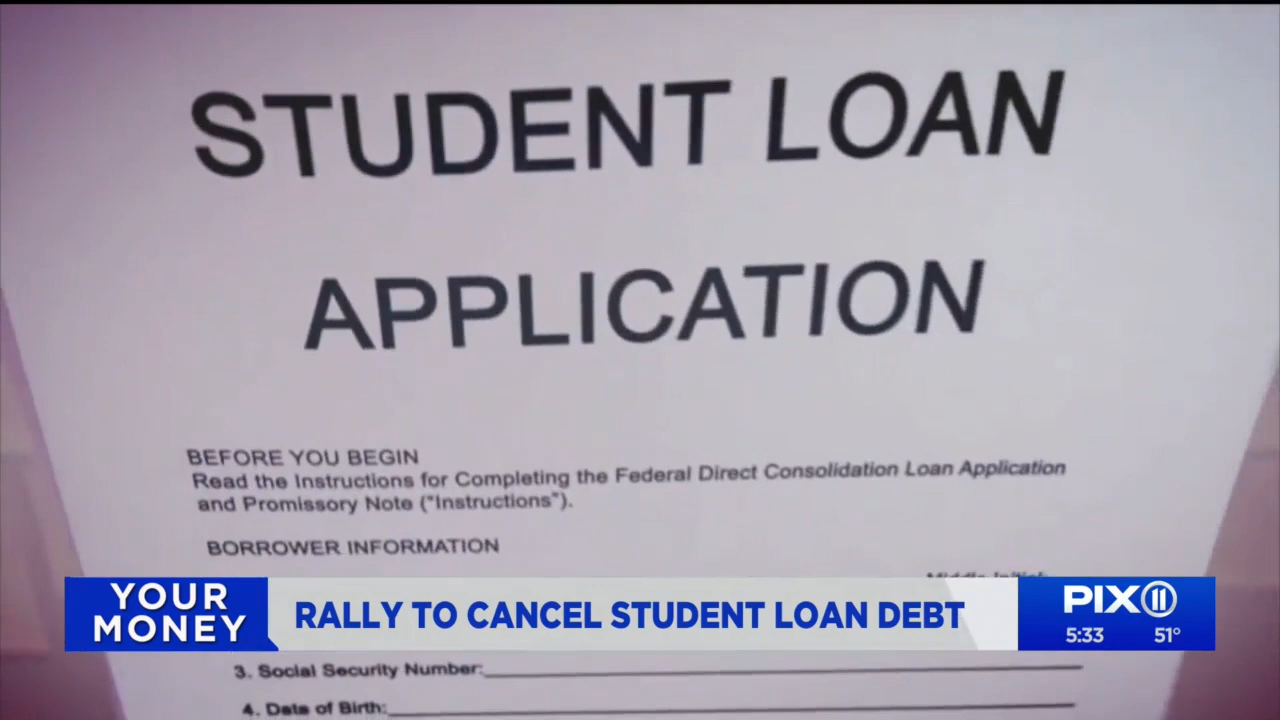 STUDENT LOAN
APPLICATION
BEFORE YOU BEGIN
Read the Instructions for Completing the Federal Direct Consolidation Loan Application
and Promissory Note ("Instructions").
BORROWER INFORMATION
YOUR
MONEY
RALLY TO CANCEL STUDENT LOAN DEBT
PIX11
5:33 51°
3. Social Security Number:
4. Date of Birth: